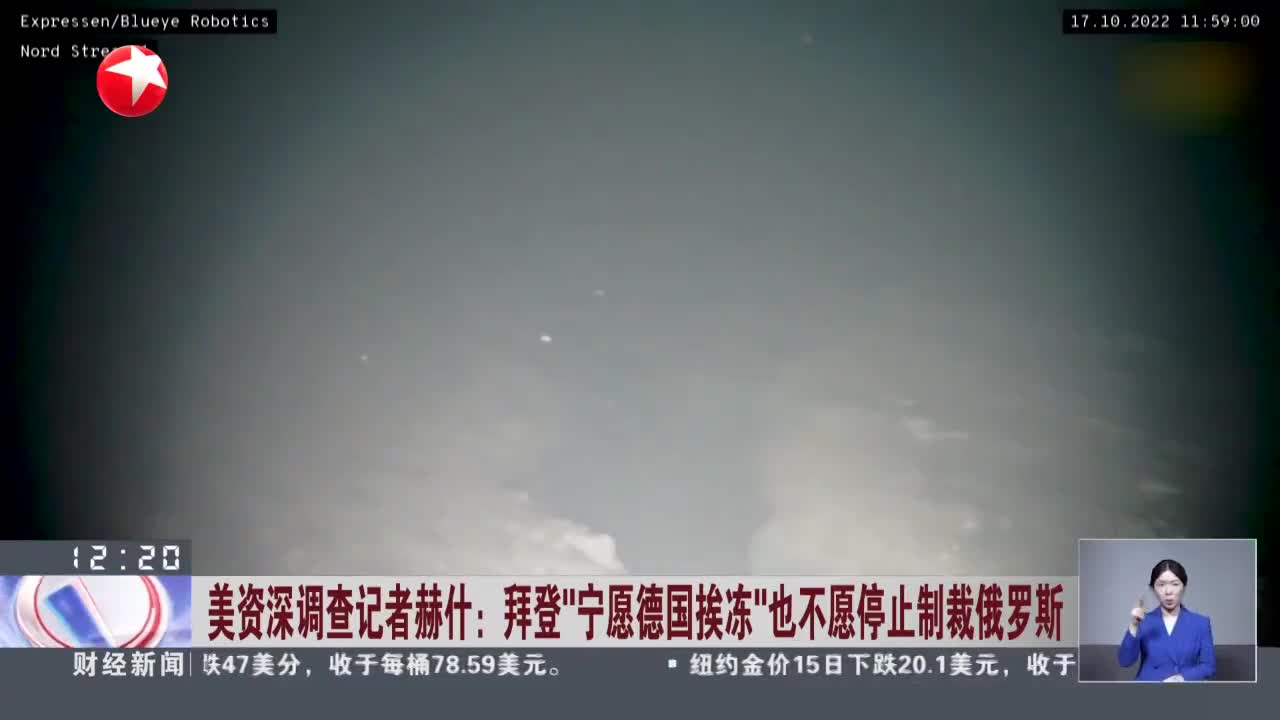 Expressen/Blueye Robotics
17.10.2022 11:59:00
Nord Stre
12:20
美资深调查记者赫什：拜登"宁愿德国挨冻"也不愿停止制裁俄罗斯
财经新闻 跌47美分，收于每桶78.59美元。 ▪ 纽约金价15日下跌20.1美元，收于